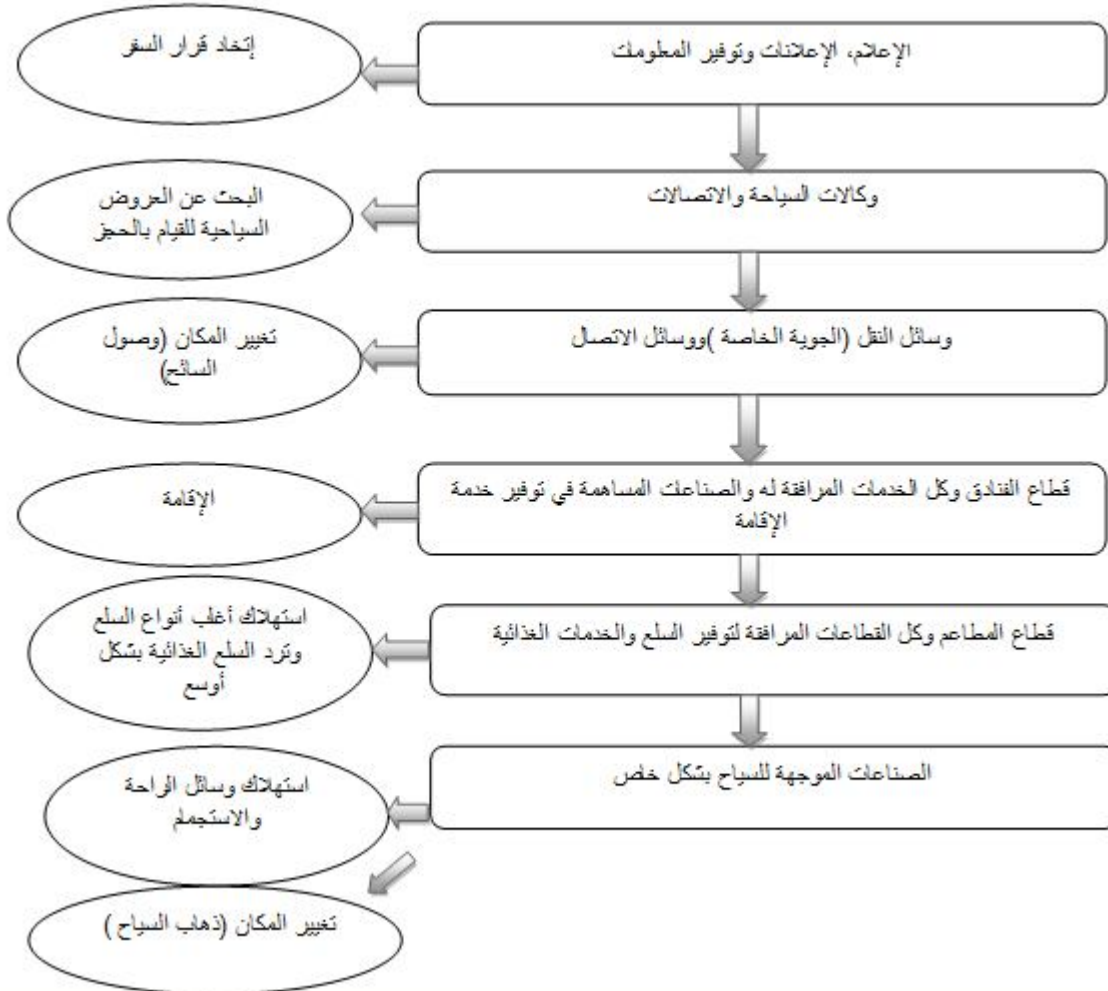 الإعلام، الإعلانات وتوفير المعلومات
إتخاد قرار السفر
وكالات السياحة والاتصالات
البحث عن العروض
السياحية للقيام بالحجز
وسائل النقل (الجوية الخاصة )ووسائل الاتصال
تغيير المكان (وصول
السائح)
قطاع الفنادق وكل الخدمات المرافقة له والصناعات المساهمة في توفير خدمة
الإقامة
الإقامة
قطاع المطاعم وكل القطاعات المرافقة لتوفير السلع والخدمات الغذائية
استهلاك أغلب أنواع السلع
وترد السلع الغذائية بشكل
أوسع
الصناعات الموجهة للسياح بشكل خاص
استهلاك وسائل الراحة
والاستجمام
تغيير المكان (ذهاب السياح )